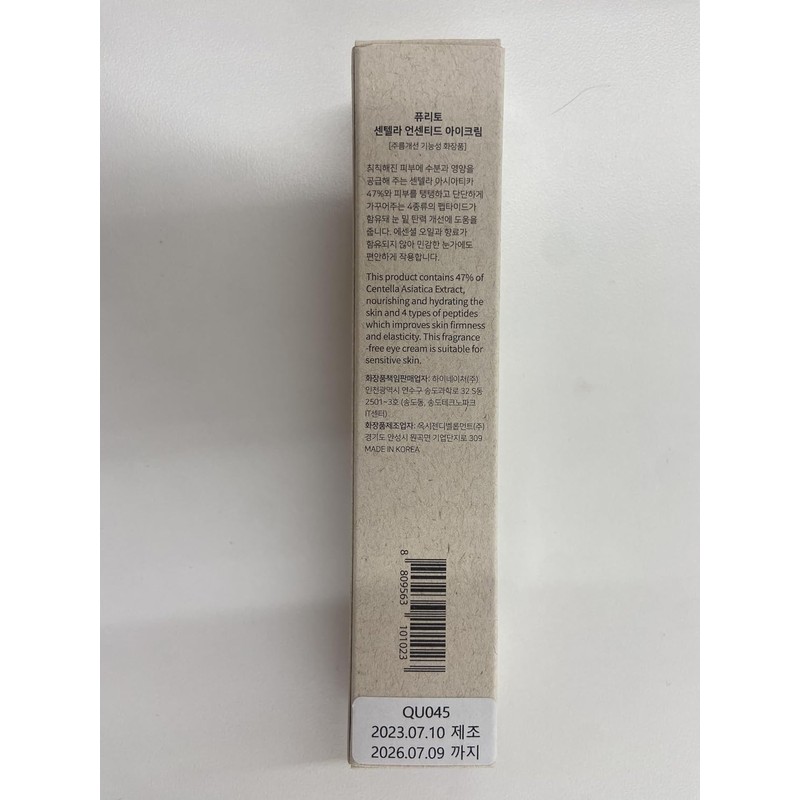 퓨리토
센텔라 언센티드 아이크림
[주름개선 기능성 화장품]
침칙해진 피부에 수분과 영양을
공급해 주는 센텔라 아시아티카
47%와 피부를 탱탱하고 단단하게
가꾸어주는 4종류의 펩타이드가
함유돼 눈 밑 탄력 개선에 도움을
줍니다. 에센셜 오일과 향료가
함유되지 않아 민감한 눈가에도
편안하게 작용합니다.
This product contains 47% of
Centella Asiatica Extract,
nourishing and hydrating the
skin and 4 types of peptides
which improves skin firmness
and elasticity. This fragrance
-free eye cream is suitable for
sensitive skin.
화장품책임판매업자: 하이네이처(주)
인천광역시 연수구 송도과학로 32 S동
2501~3호 (송도동, 송도테크노파크
IT센터)
화장품제조업자: 옥시젠디벨롭먼트(주)
경기도 안성시 원곡면 기업단지로 309
MADE IN KOREA
8 809563 101023
QU045
2023.07.10 제조
2026.07.09 까지